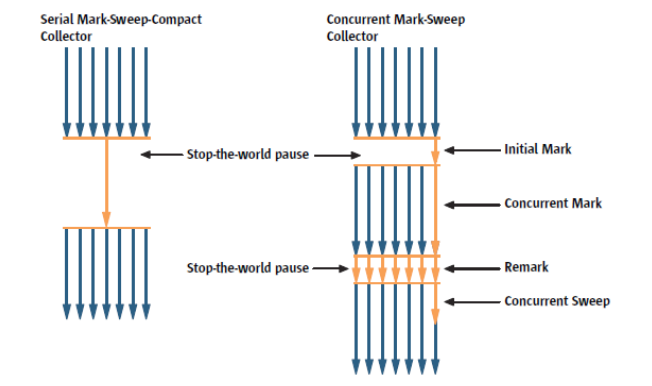 Serial Mark-Sweep-Compact
Collector
Concurrent Mark-Sweep
Collector
Stop-the-world pause
Initial Mark
Concurrent Mark
Stop-the-world pause
Remark
Concurrent Sweep